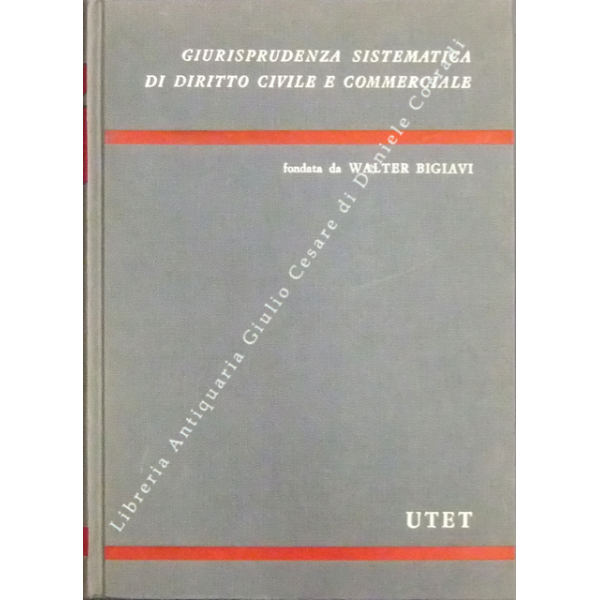 GIURISPRUDENZA SISTEMATICA
DI DIRITTO CIVILE E COMMERCIALE
fondata da WALTER BIGIAVI
Libreria Antiquaria Giulio Cesare di Daniele Corradi
UTET